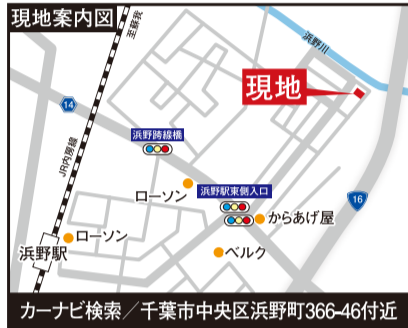 現地案内図
至蘇我
浜野川
現地
14
浜野跨線橋
JR内房線
ローソン
浜野駅東側入口
16
からあげ屋
ローソン
浜野駅
ベルク
カーナビ検索／千葉市中央区浜野町366-46付近